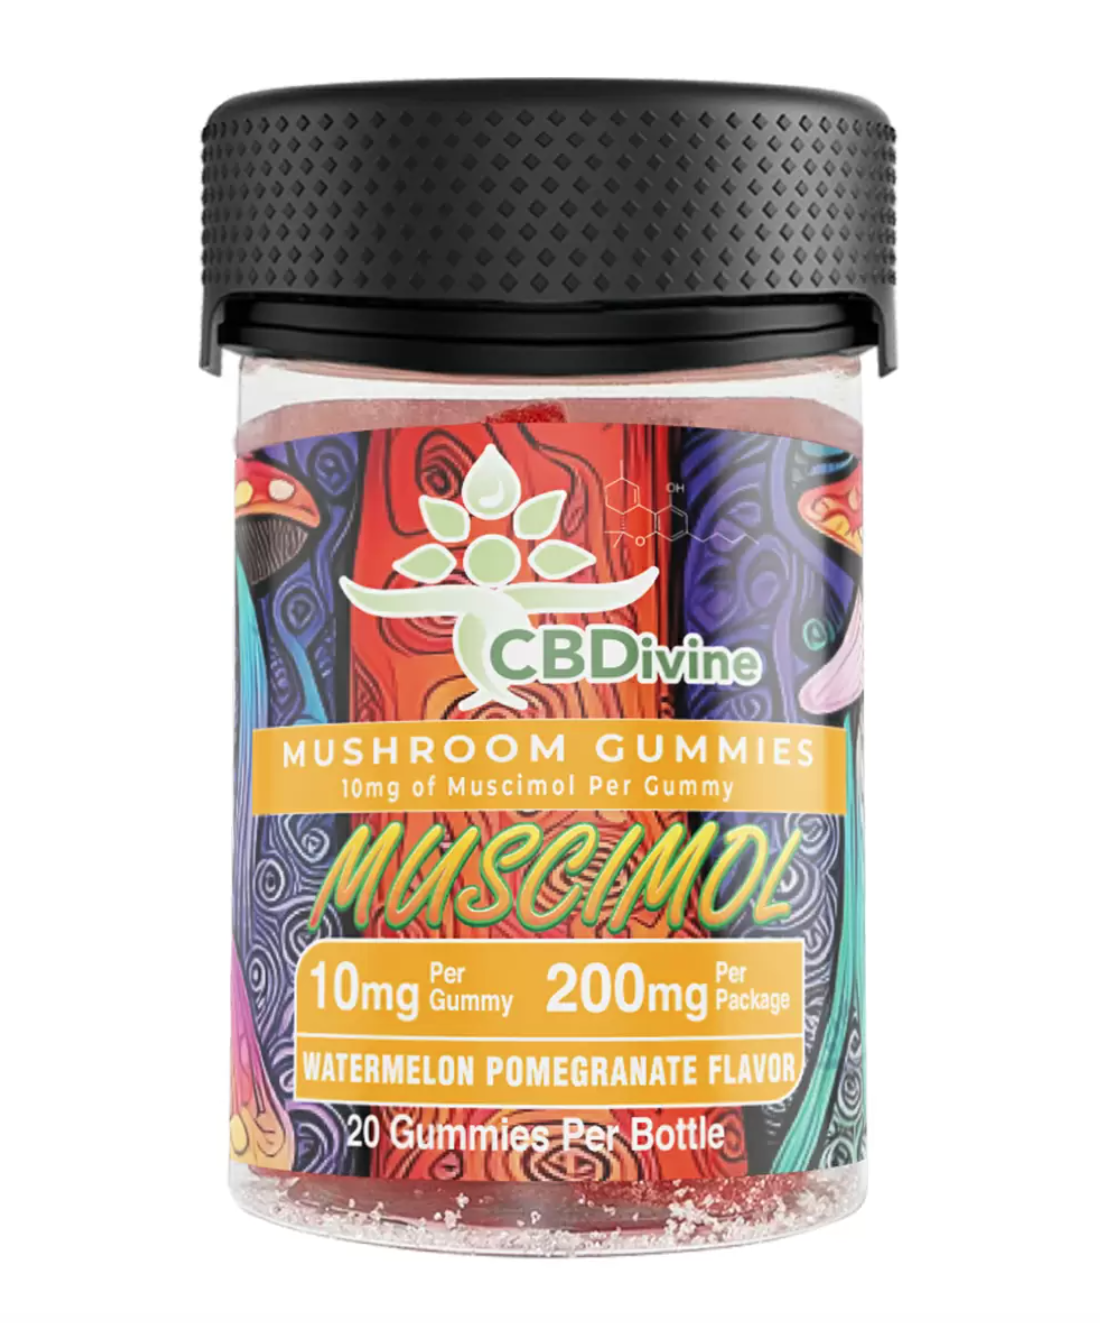 OH
O
CBDivine
MUSHROOM GUMMIES
10mg of Muscimol Per Gummy
MUSCIMOL
10mg Per Gummy 200mg Per Package
WATERMELON POMEGRANATE FLAVOR
20 Gummies Per Bottle